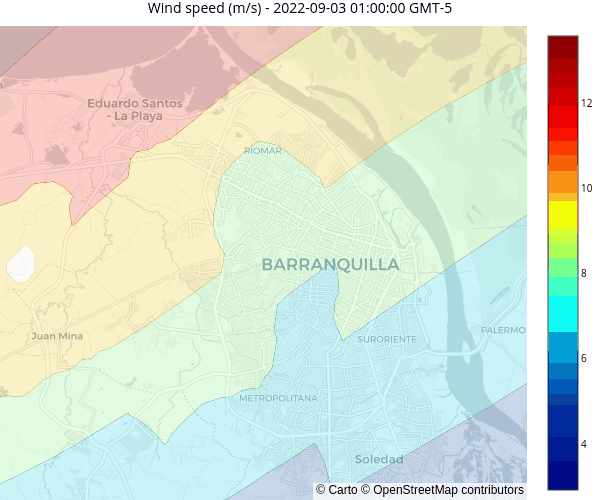 Wind speed (m/s) - 2022-09-03 01:00:00 GMT-5
Eduardo Santos
- La Playa
RIOMAR
BARRANQUILLA
Juan Mina
SURORIENTE
PALERMO
METROPOLITANA
Soledad
12
10
8
6
4
© Carto © OpenStreetMap contributors